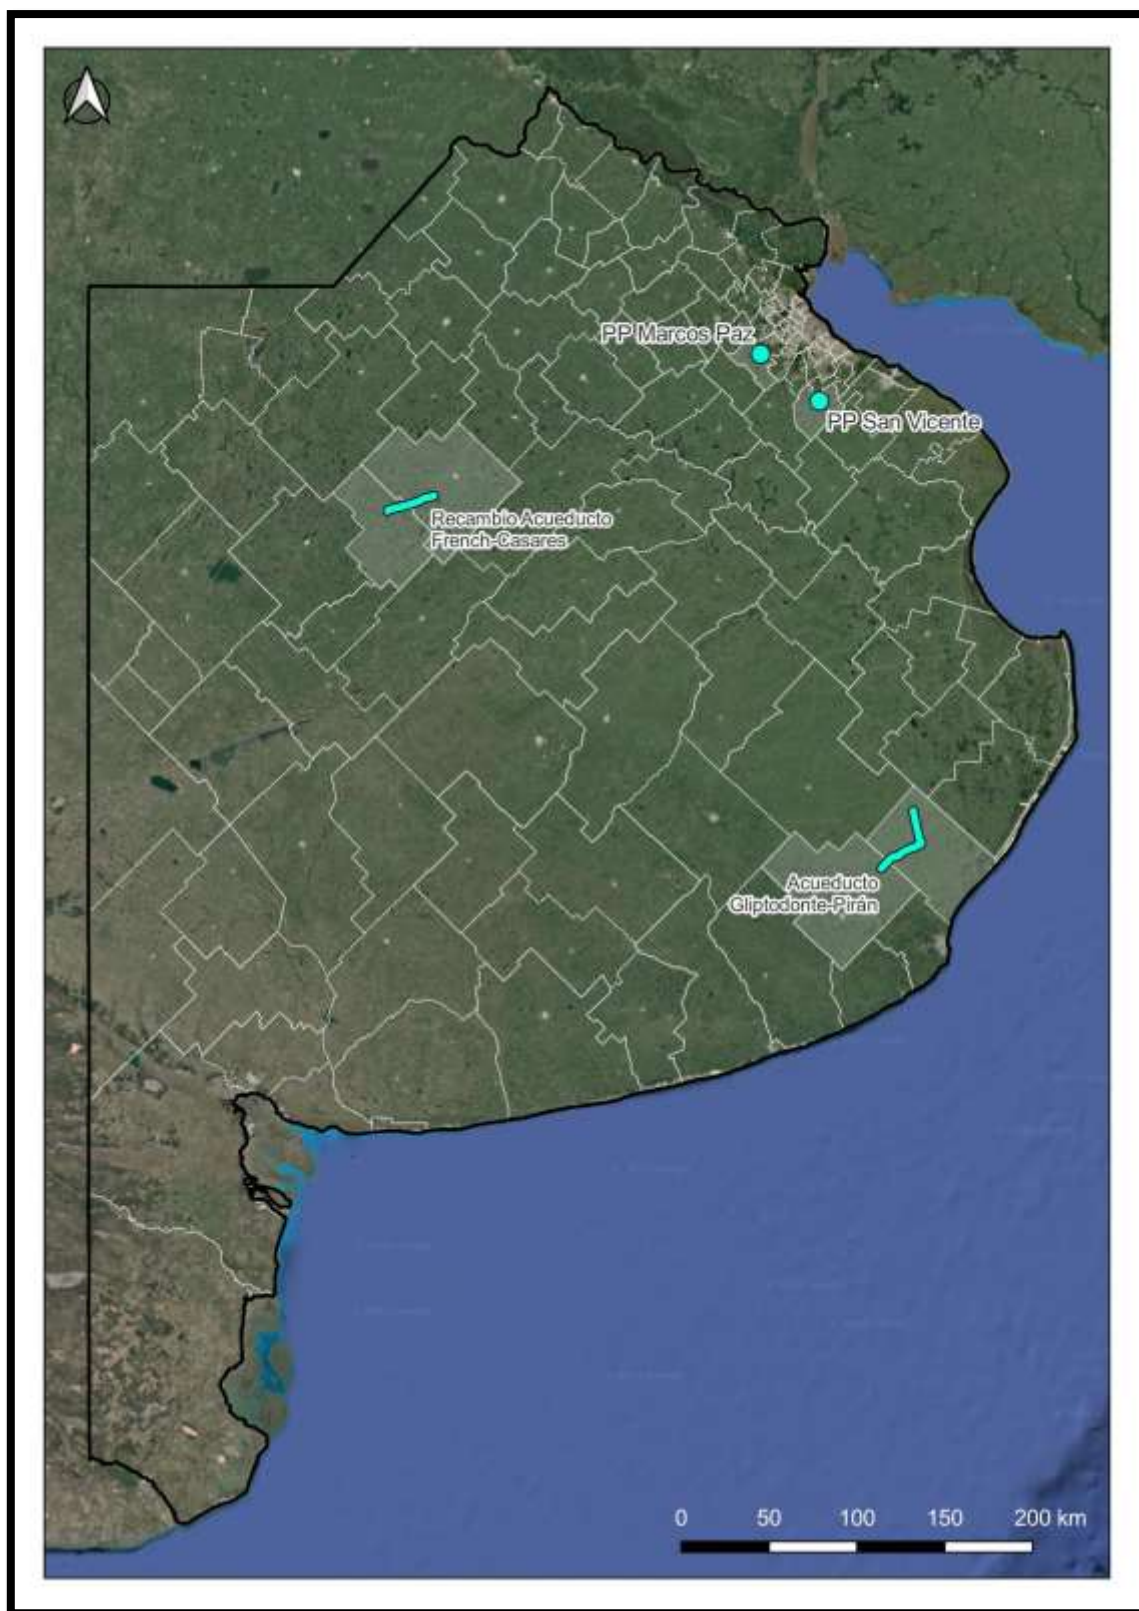 PP Marcos Paz
PP San Vicente
Recambio Acueducto
French-Casares
Acueducto
Gliptodonte-Pirán
0 50 100 150 200 km